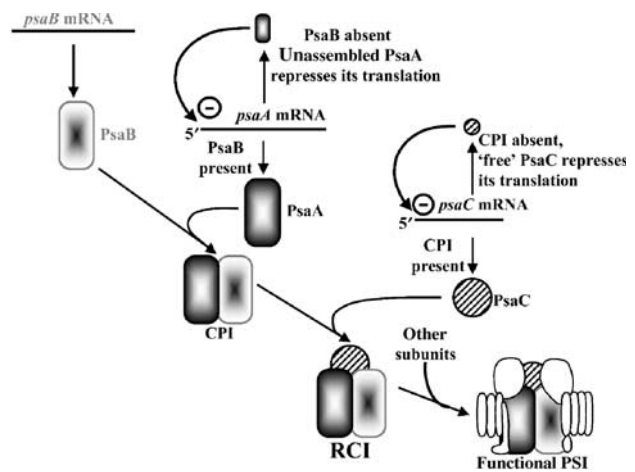 psaB mRNA
PsaB absent
Unassembled PsaA
represses its translation
−
5′ psaA mRNA
PsaB
PsaB
present
PsaA
CPI absent,
‘free’ PsaC represses
its translation
−
5′ psaC mRNA
CPI
present
PsaC
CPI
Other
subunits
RCI
Functional PSI